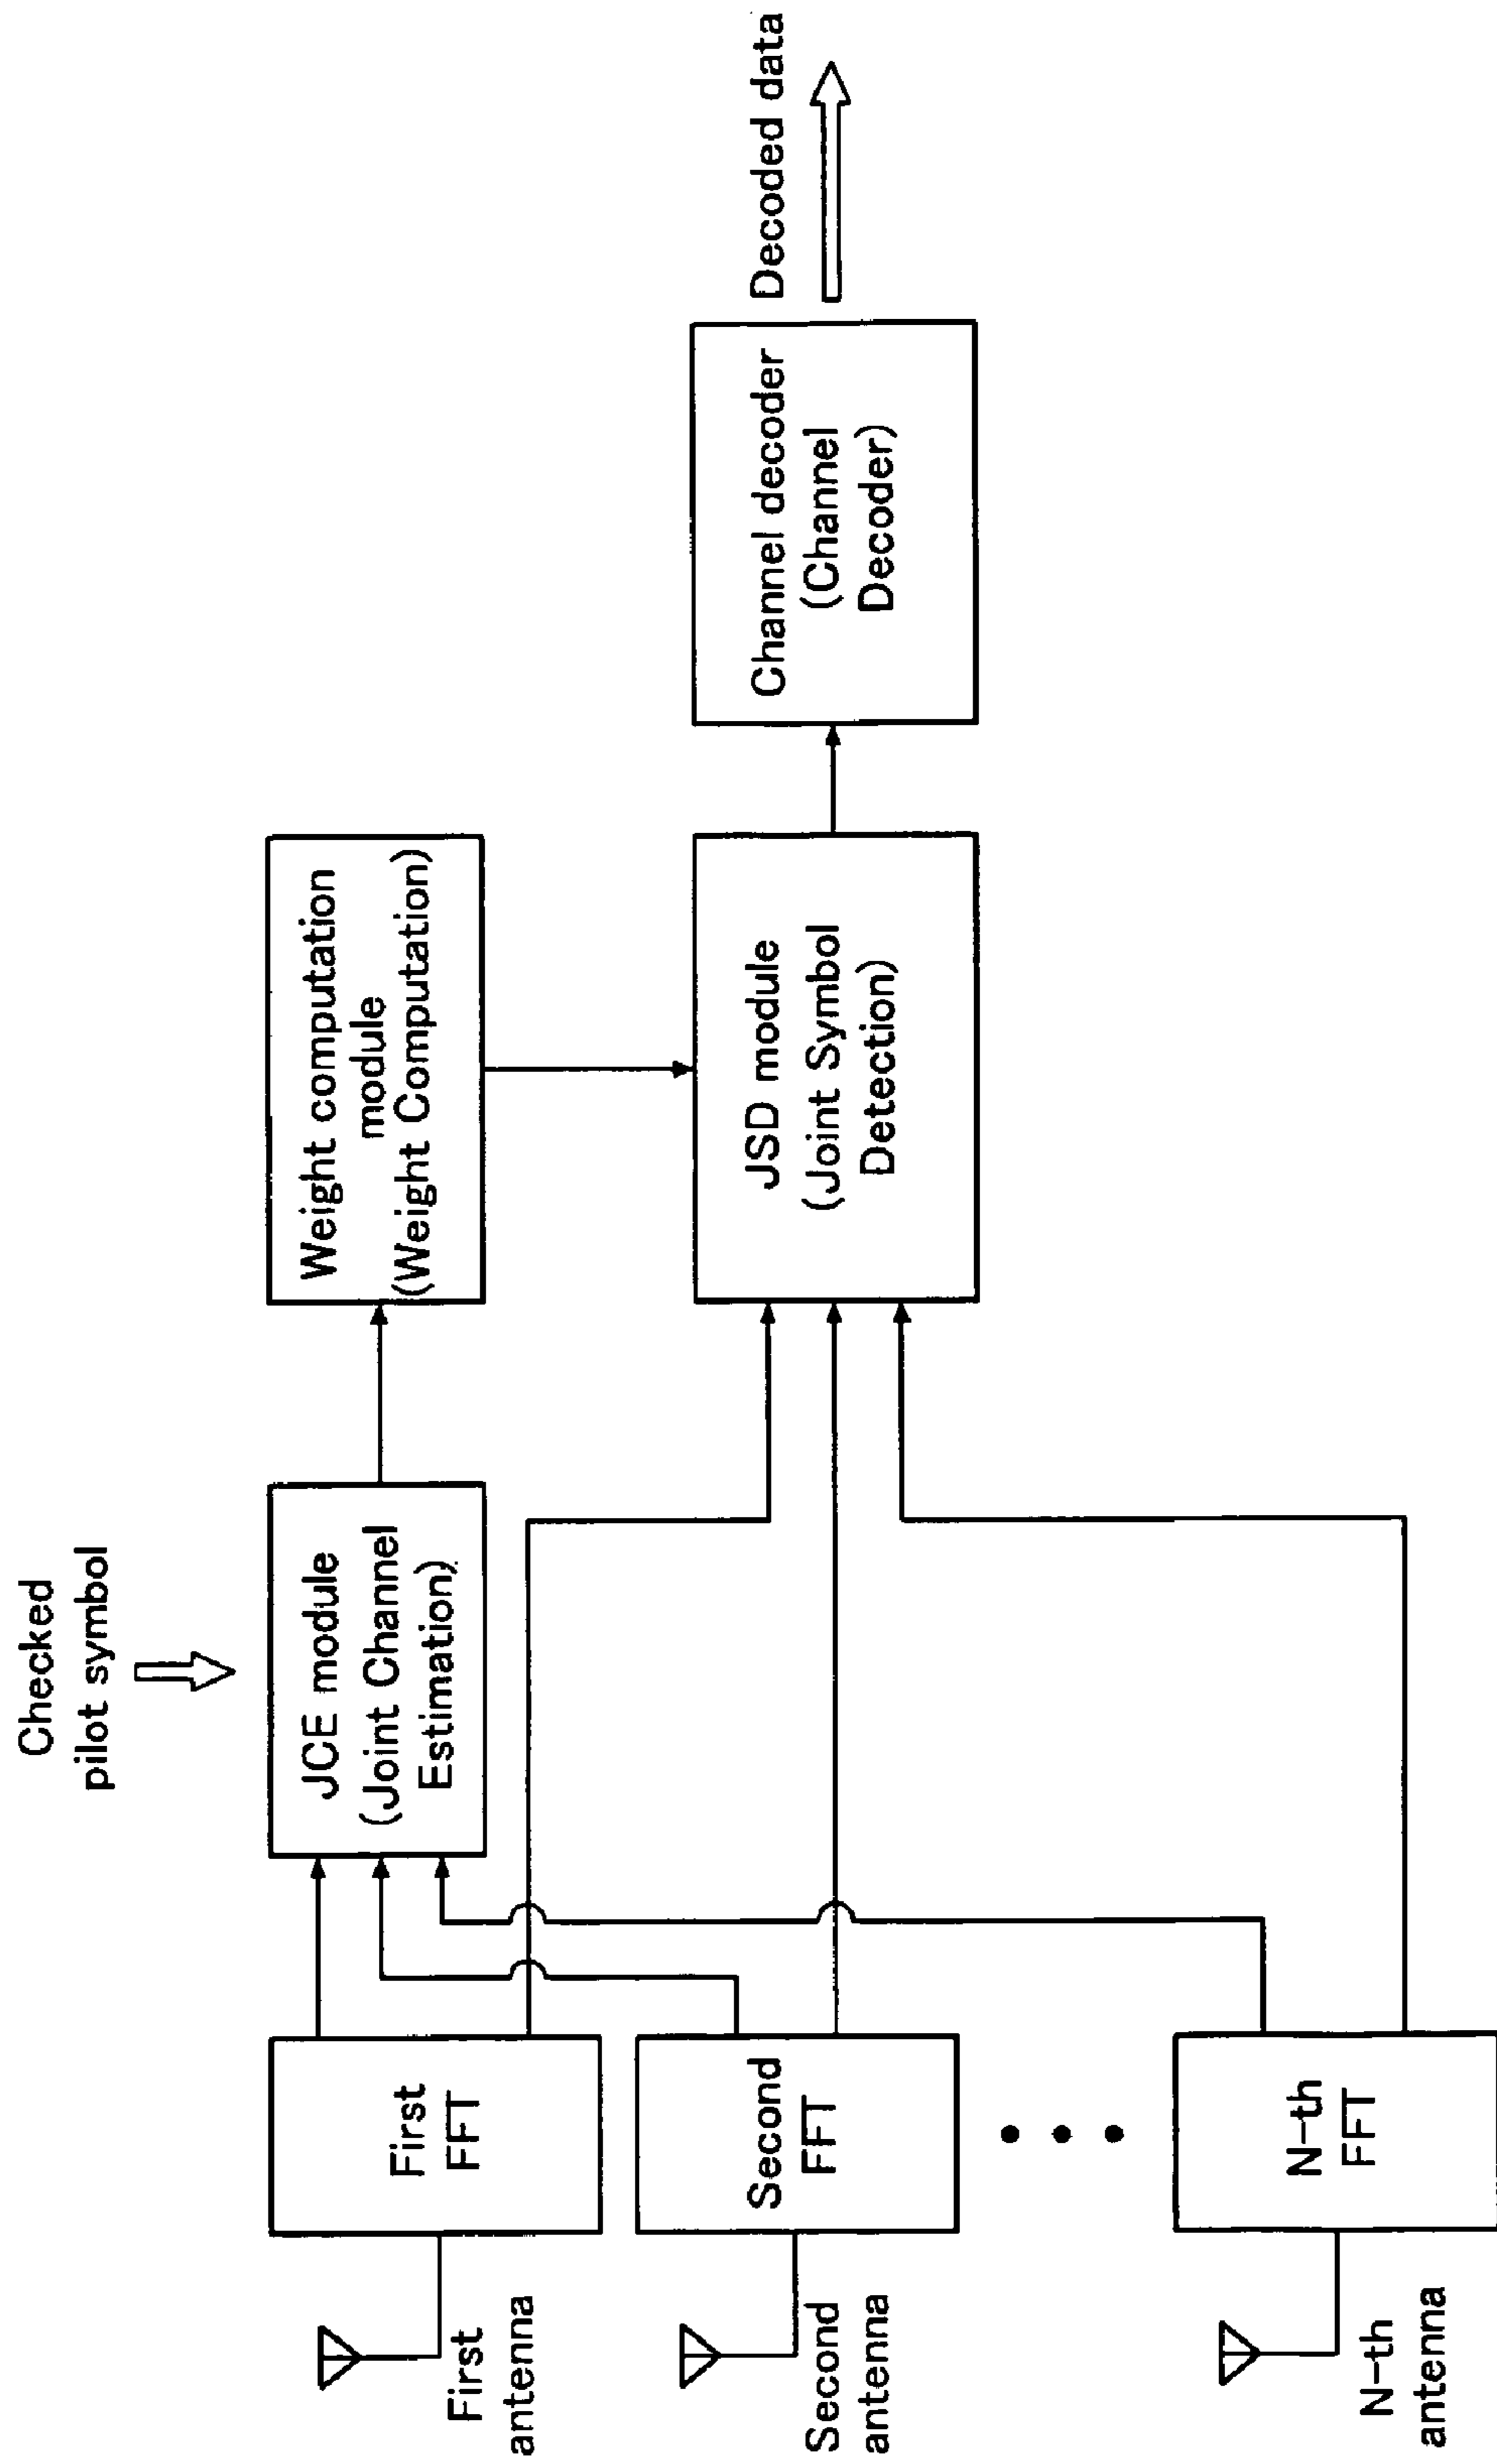 Checked
pilot symbol
JCE module
(Joint Channel
Estimation)
Weight computation
module
(Weight Computation)
First
FFT
First
antenna
Second
FFT
Second
antenna
N-th
FFT
N-th
antenna
JSD module
(Joint Symbol
Detection)
Channel decoder
(Channel
Decoder)
Decoded data